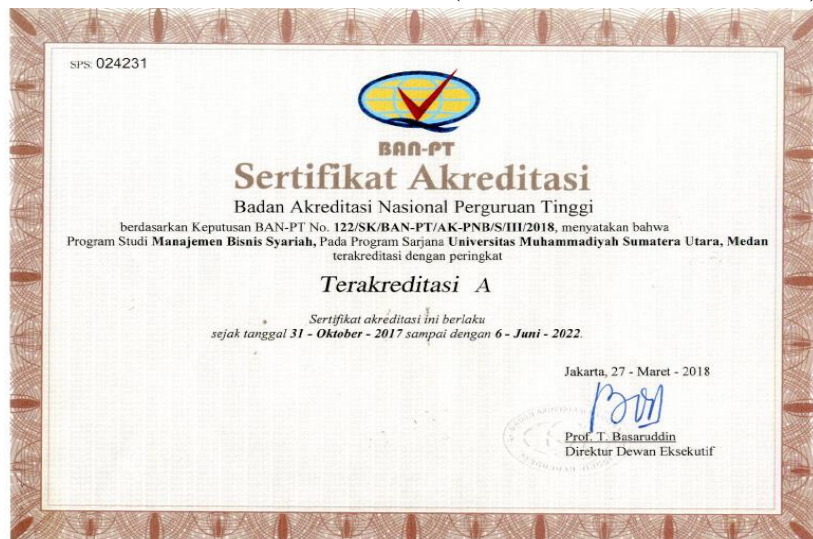 SPS: 024231
BAN-PT
Sertifikat Akreditasi
Badan Akreditasi Nasional Perguruan Tinggi
berdasarkan Keputusan BAN-PT No. 122/SK/BAN-PT/AK-PNB/S/III/2018, menyatakan bahwa
Program Studi Manajemen Bisnis Syariah, Pada Program Sarjana Universitas Muhammadiyah Sumatera Utara, Medan
terakreditasi dengan peringkat
Terakreditasi A
Sertifikat akreditasi ini berlaku
sejak tanggal 31 - Oktober - 2017 sampai dengan 6 - Juni - 2022.
Jakarta, 27 - Maret - 2018
Prof. T. Basaruddin
Direktur Dewan Eksekutif